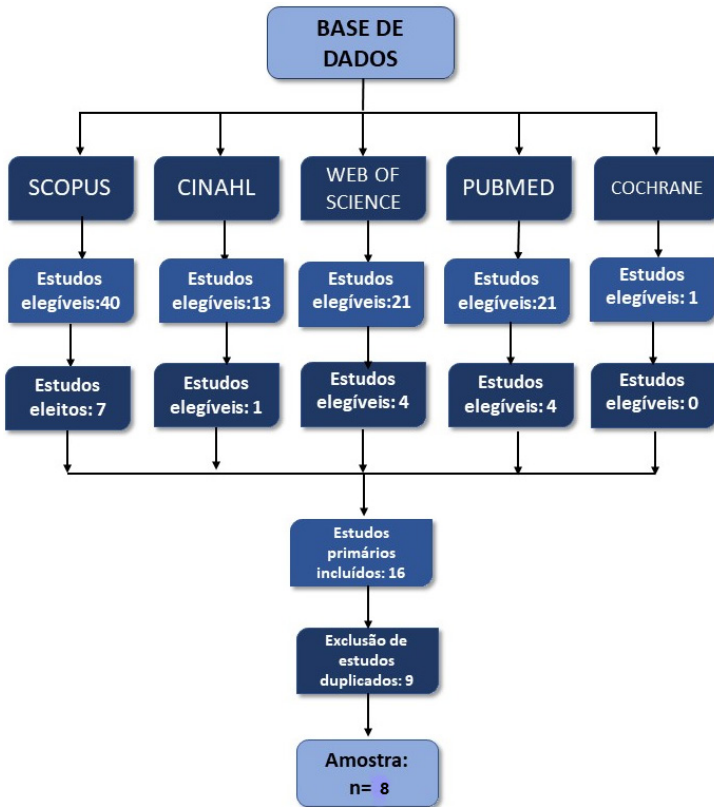 BASE DE
DADOS
SCOPUS
CINAHL
WEB OF
SCIENCE
PUBMED
COCHRANE
Estudos
elegíveis:40
Estudos
elegíveis:13
Estudos
elegíveis:21
Estudos
elegíveis:21
Estudos
elegíveis: 1
Estudos
eleitos: 7
Estudos
elegíveis: 1
Estudos
elegíveis: 4
Estudos
elegíveis: 4
Estudos
elegíveis: 0
Estudos
primários
incluídos: 16
Exclusão de
estudos
duplicados: 9
Amostra:
n= 8